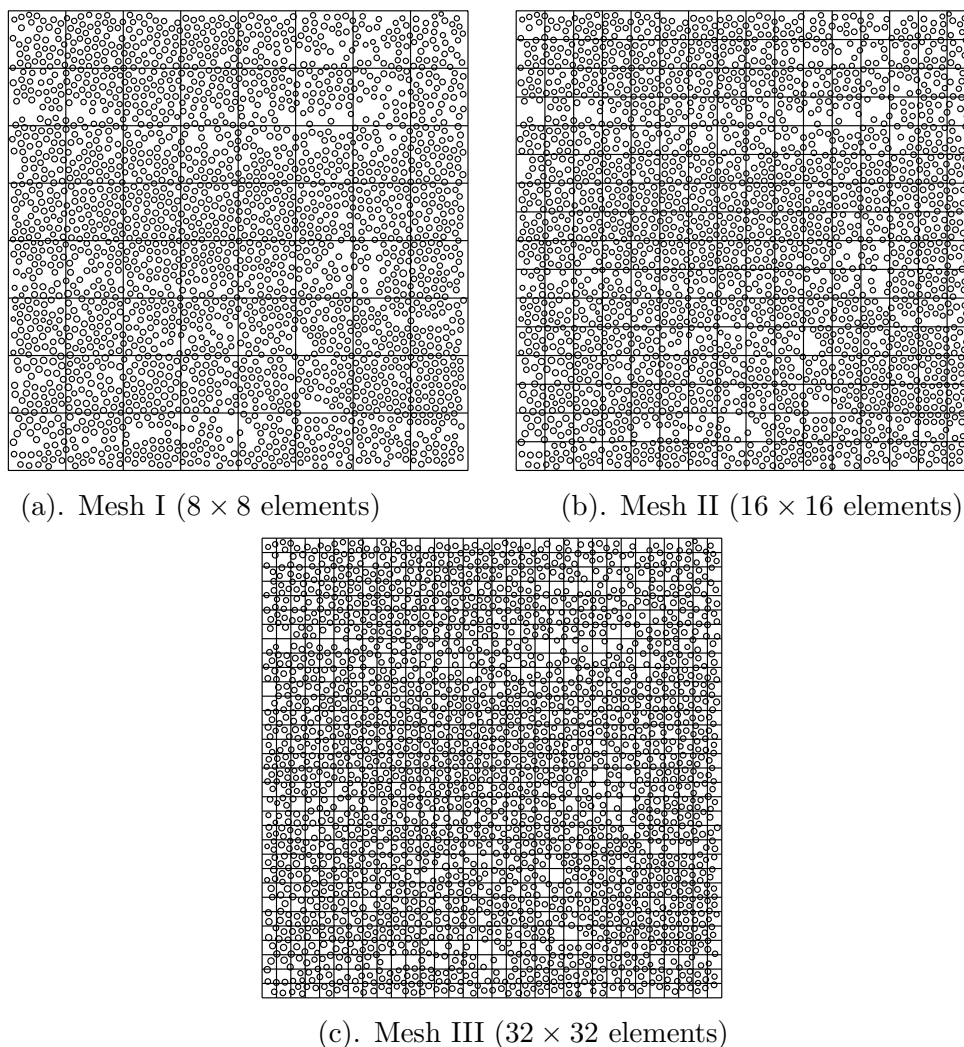 (a). Mesh I (8 × 8 elements)
(b). Mesh II (16 × 16 elements)
(c). Mesh III (32 × 32 elements)